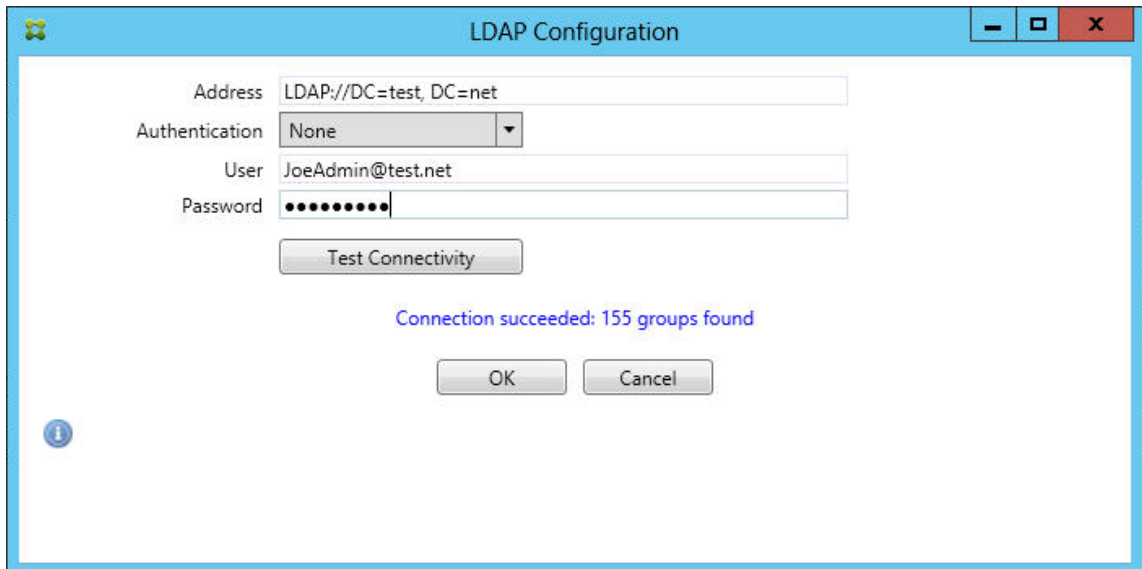 LDAP Configuration
Address LDAP://DC=test, DC=net
Authentication None
User JoeAdmin@test.net
Password •••••••••
Test Connectivity
Connection succeeded: 155 groups found
OK Cancel